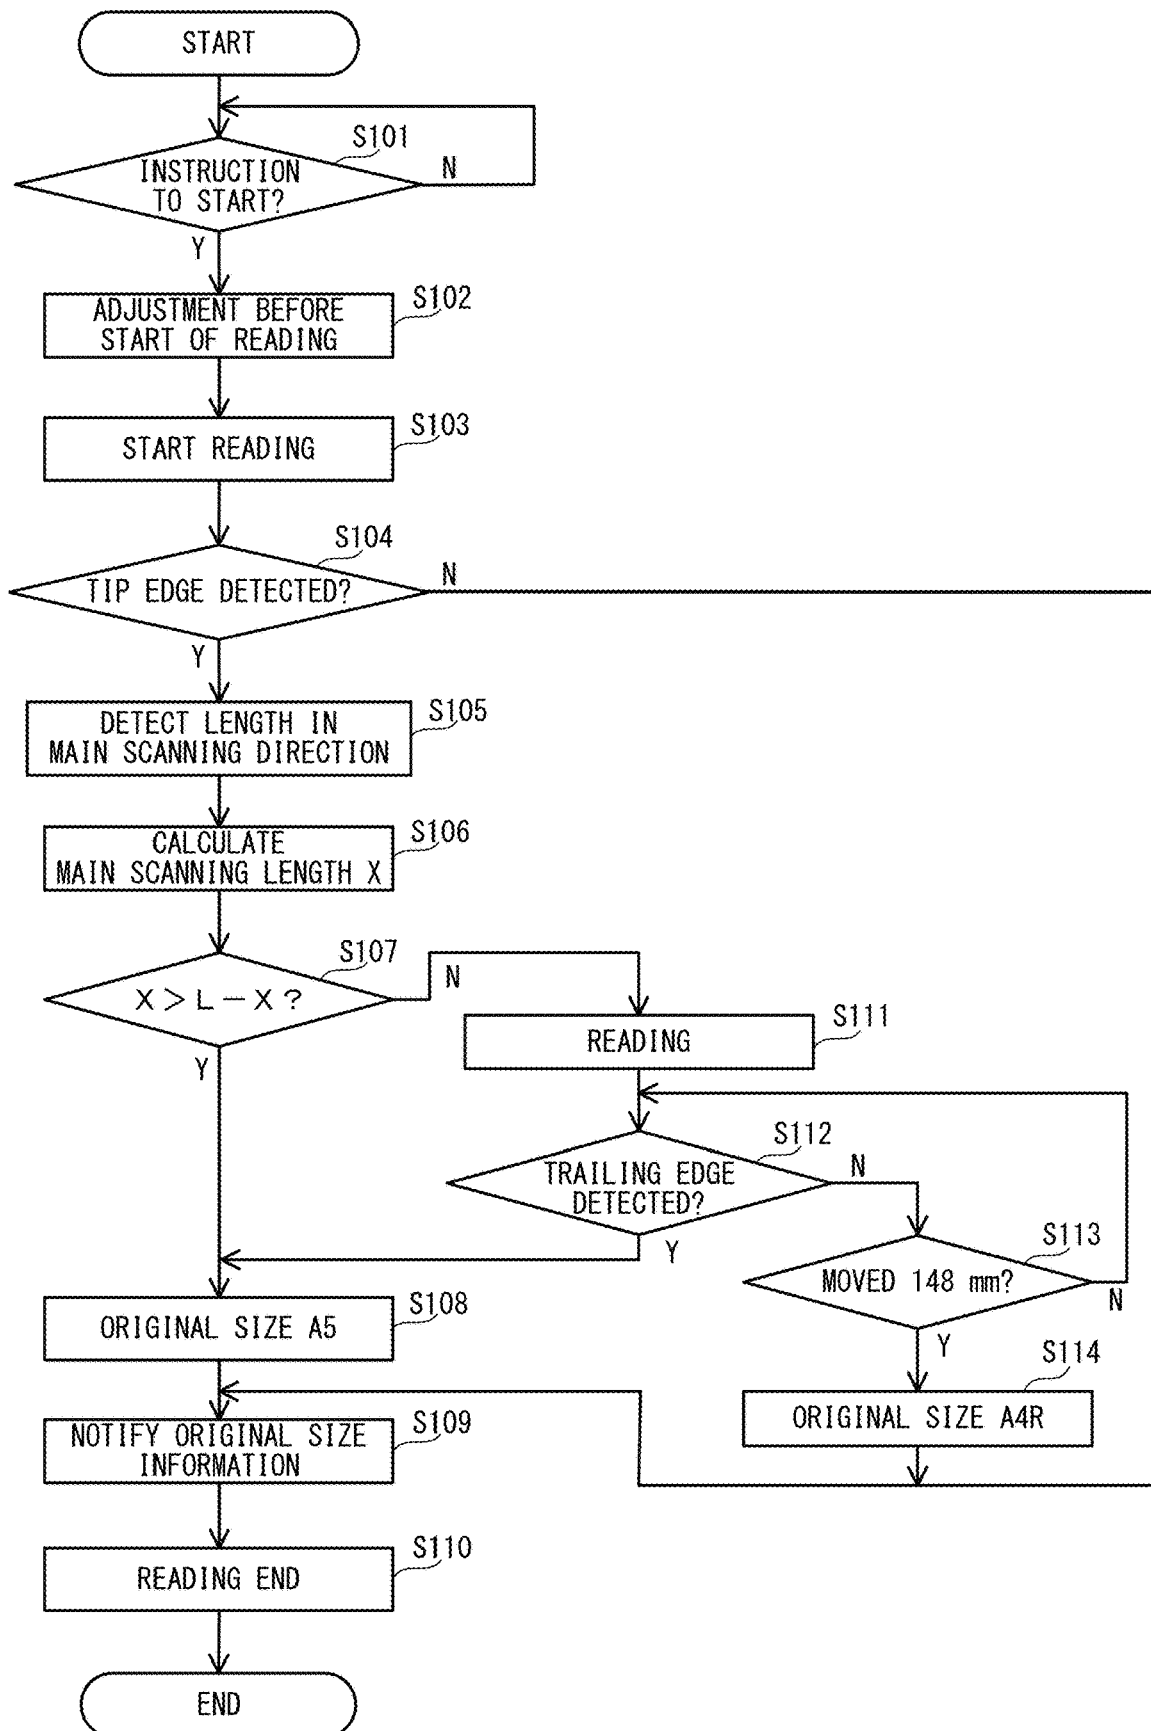 START
S101
INSTRUCTION
TO START?
N
Y
S102
ADJUSTMENT BEFORE
START OF READING
S103
START READING
S104
TIP EDGE DETECTED?
N
Y
S105
DETECT LENGTH IN
MAIN SCANNING DIRECTION
S106
CALCULATE
MAIN SCANNING LENGTH X
S107
X>L-X?
N
Y
S111
READING
S112
TRAILING EDGE
DETECTED?
N
Y
S113
MOVED 148 mm?
N
Y
S108
ORIGINAL SIZE A5
S114
ORIGINAL SIZE A4R
S109
NOTIFY ORIGINAL SIZE
INFORMATION
S110
READING END
END